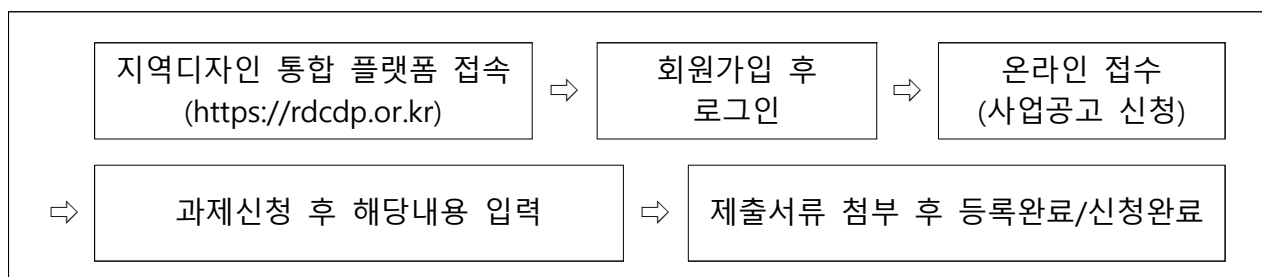 지역디자인 통합 플랫폼 접속
(https://rdcdp.or.kr)
⇨
회원가입 후
로그인
⇨
온라인 접수
(사업공고 신청)
⇨
과제신청 후 해당내용 입력
⇨
제출서류 첨부 후 등록완료/신청완료